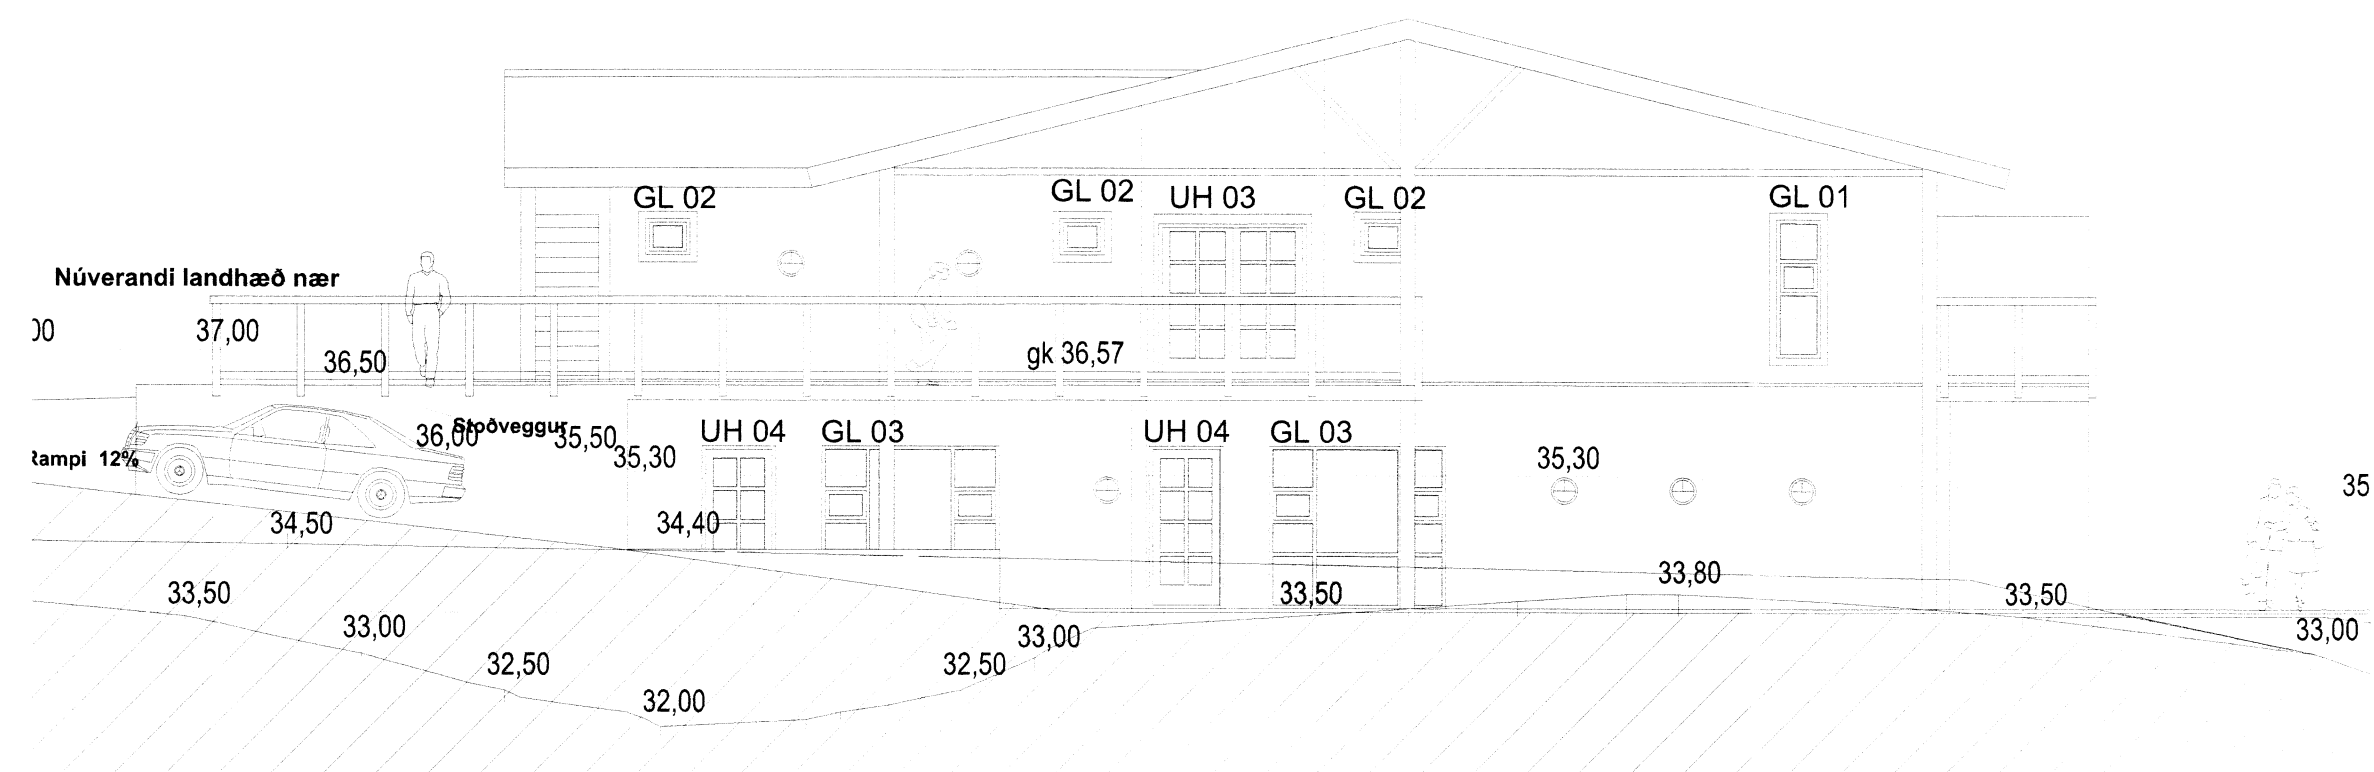 GL 02
GL 02
UH 03
GL 02
GL 01
Núverandi landhæð nær
00
37,00
36,50
gk 36,57
36,00
Stoðveggur
35,50
35,30
UH 04
GL 03
UH 04
GL 03
35,30
Rampi 12%
35
34,50
34,40
33,50
33,00
32,50
32,00
32,50
33,00
33,50
33,80
33,50
33,00